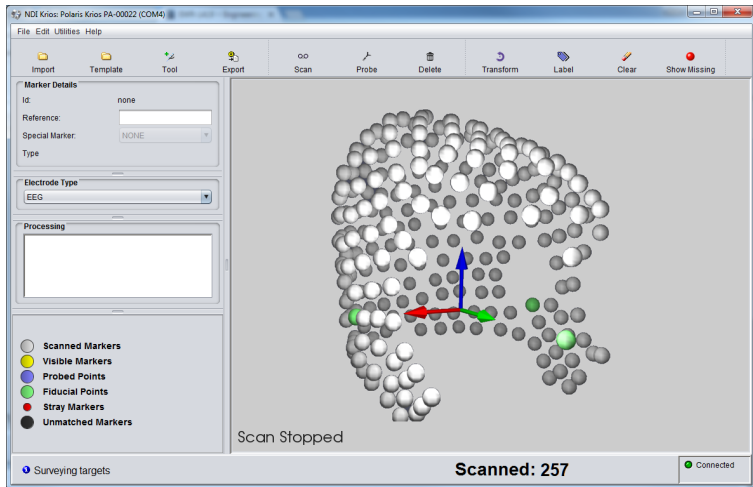 NDI Krios: Polaris Krios PA-00022 (COM4)
File Edit Utilities Help
Import Template Tool Export Scan Probe Delete Transform Label Clear Show Missing
Marker Details
Id: none
Reference:
Special Marker: NONE
Type
Electrode Type
EEG
Processing
Scanned Markers
Visible Markers
Probed Points
Fiducial Points
Stray Markers
Unmatched Markers
Scan Stopped
Surveying targets
Scanned: 257
Connected